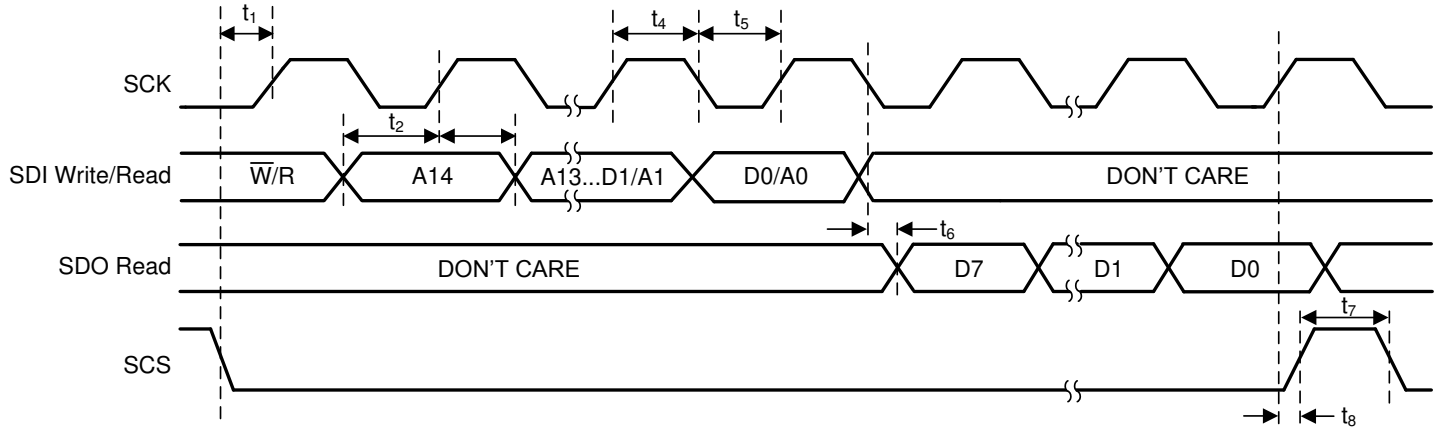 t1 t4 t5
SCK
t2
SDI Write/Read W/R A14 A13...D1/A1 D0/A0 DON'T CARE
t6
SDO Read DON'T CARE D7 D1 D0
t7
SCS
t8